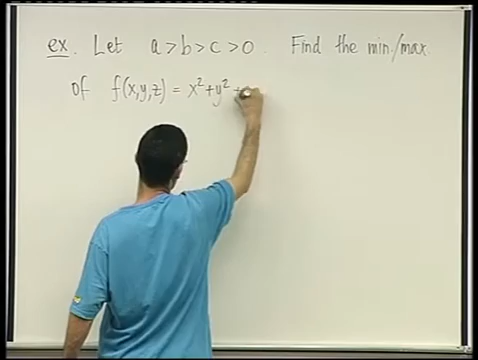 ex. Let a > b > c > 0. Find the min./max.
of f(x,y,z) = x² + y² +